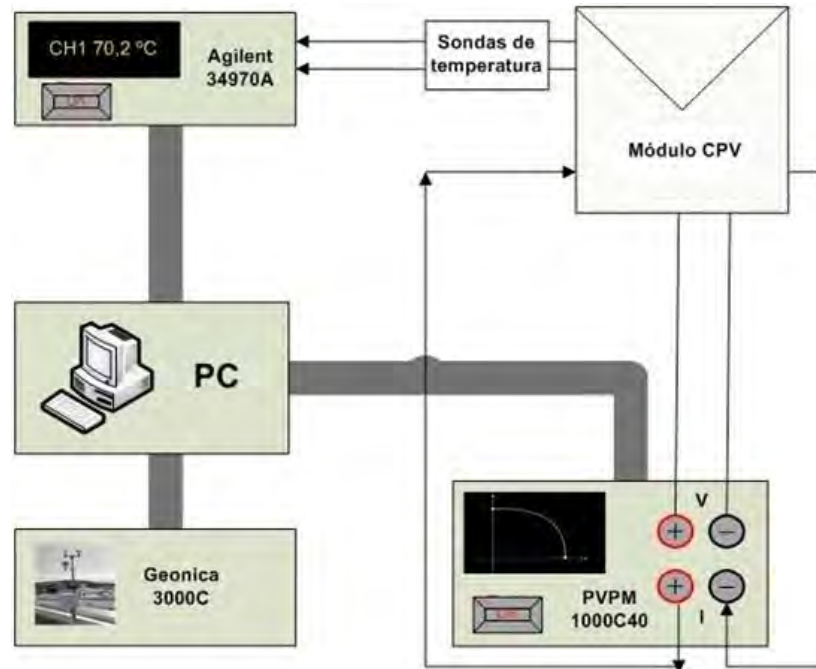 CH1 70,2 ºC
Agilent
34970A
Sondas de
temperatura
Módulo CPV
PC
Geonica
3000C
V
+
−
+
−
PVPM
1000C40
I